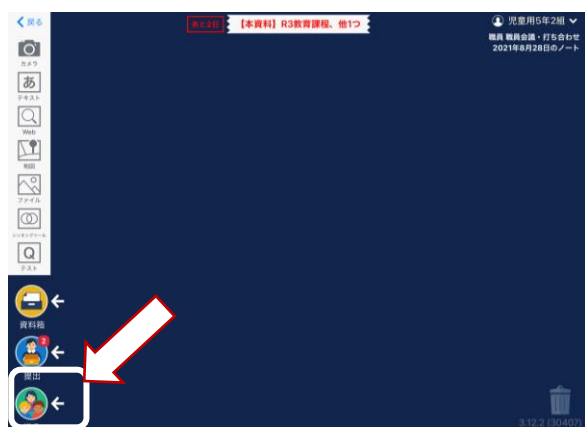 戻る
あと2日
【本資料】R3教育課程、他1つ
児童用5年2組
職員 職員会議・打ち合わせ
2021年8月28日のノート
カメラ
あ
テキスト
Web
地図
ファイル
シンキングツール
Q
テスト
資料箱
2
提出
3.12.2 (30407)